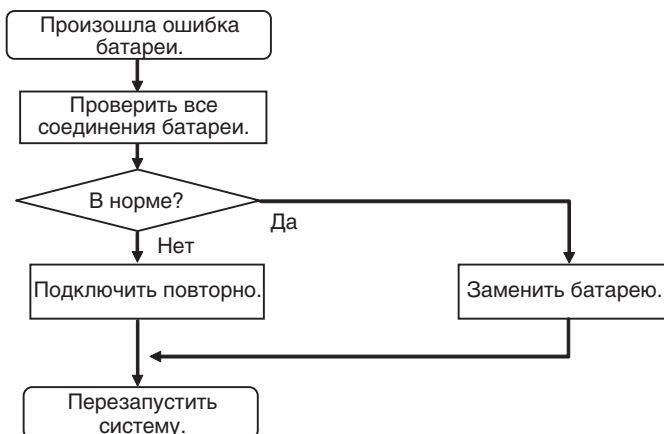 Произошла ошибка
батареи.
Проверить все
соединения батареи.
В норме?
Да
Нет
Подключить повторно.
Заменить батарею.
Перезапустить
систему.